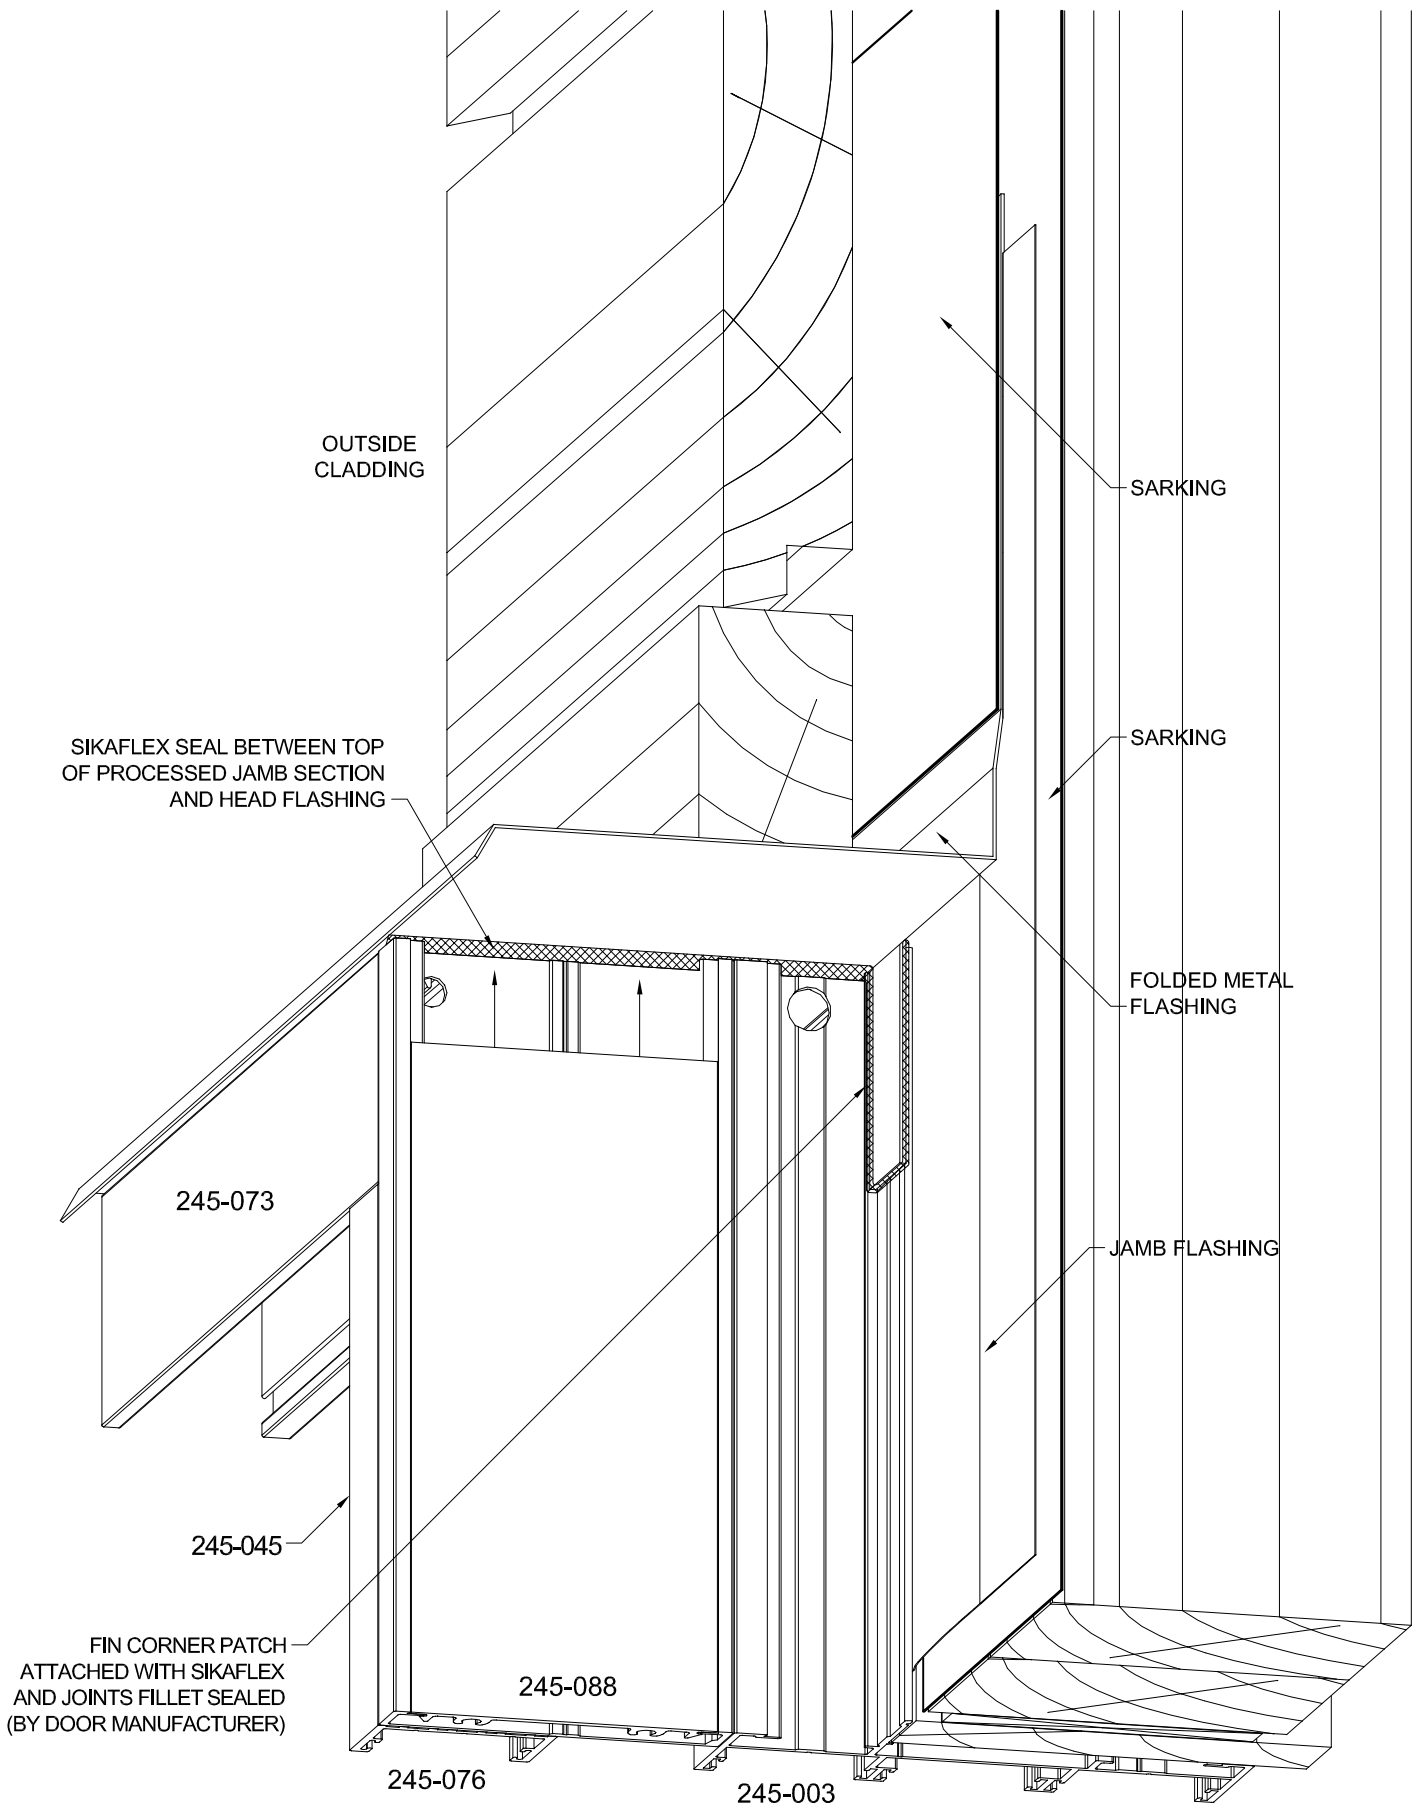 OUTSIDE
CLADDING
SARKING
SIKAFLEX SEAL BETWEEN TOP
OF PROCESSED JAMB SECTION
AND HEAD FLASHING
SARKING
FOLDED METAL
FLASHING
245-073
JAMB FLASHING
245-045
FIN CORNER PATCH
ATTACHED WITH SIKAFLEX
AND JOINTS FILLET SEALED
(BY DOOR MANUFACTURER)
245-088
245-076
245-003